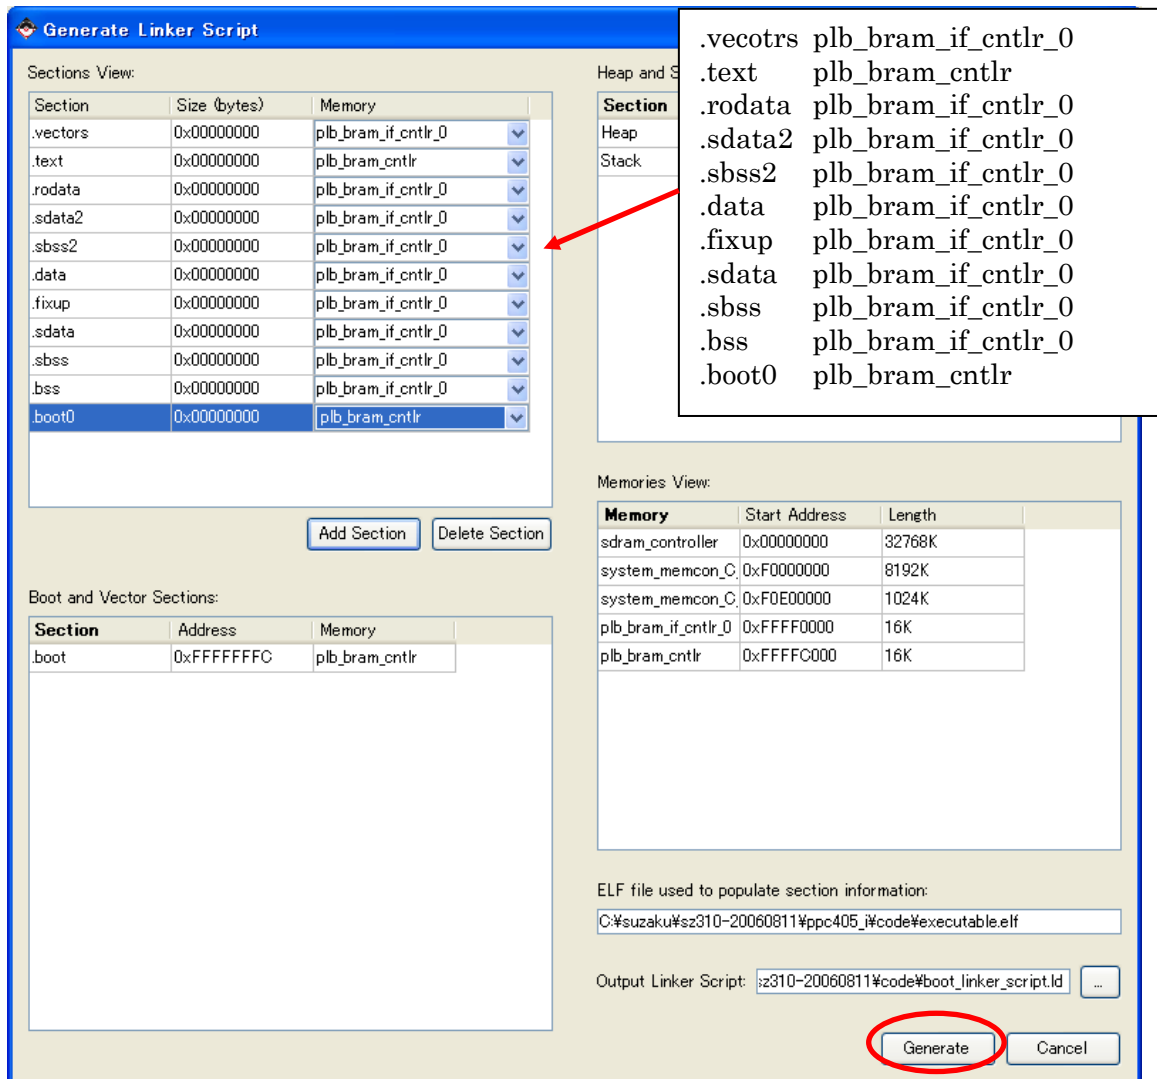 Generate Linker Script
Sections View:
Section Size (bytes) Memory
.vectors 0x00000000 plb_bram_if_cntlr_0
.text 0x00000000 plb_bram_cntlr
.rodata 0x00000000 plb_bram_if_cntlr_0
.sdata2 0x00000000 plb_bram_if_cntlr_0
.sbss2 0x00000000 plb_bram_if_cntlr_0
.data 0x00000000 plb_bram_if_cntlr_0
.fixup 0x00000000 plb_bram_if_cntlr_0
.sdata 0x00000000 plb_bram_if_cntlr_0
.sbss 0x00000000 plb_bram_if_cntlr_0
.bss 0x00000000 plb_bram_if_cntlr_0
.boot0 0x00000000 plb_bram_cntlr
Add Section Delete Section
Heap and S
Section
Heap
Stack
.vecotrs plb_bram_if_cntlr_0
.text plb_bram_cntlr
.rodata plb_bram_if_cntlr_0
.sdata2 plb_bram_if_cntlr_0
.sbss2 plb_bram_if_cntlr_0
.data plb_bram_if_cntlr_0
.fixup plb_bram_if_cntlr_0
.sdata plb_bram_if_cntlr_0
.sbss plb_bram_if_cntlr_0
.bss plb_bram_if_cntlr_0
.boot0 plb_bram_cntlr
Boot and Vector Sections:
Section Address Memory
.boot 0xFFFFFFFC plb_bram_cntlr
Memories View:
Memory Start Address Length
sdram_controller 0x00000000 32768K
system_memcon_C 0xF0000000 8192K
system_memcon_C 0xF0E00000 1024K
plb_bram_if_cntlr_0 0xFFFF0000 16K
plb_bram_cntlr 0xFFFFC000 16K
ELF file used to populate section information:
C:¥suzaku¥sz310-20060811¥ppc405_i¥code¥executable.elf
Output Linker Script: sz310-20060811¥code¥boot_linker_script.ld ...
Generate Cancel